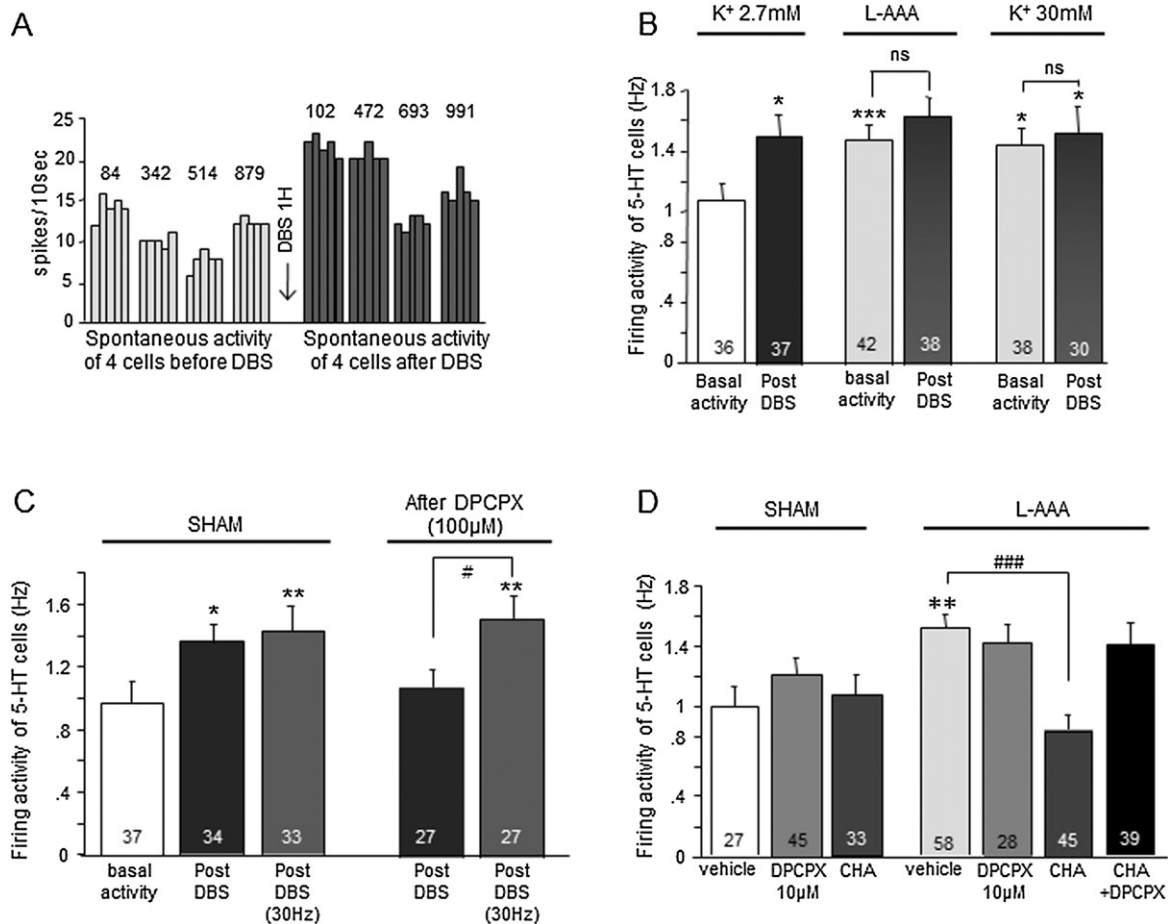 A
84 342 514 879
102 472 693 991
spikes/10sec
25
20
15
10
5
0
DBS 1H
Spontaneous activity
of 4 cells before DBS
Spontaneous activity
of 4 cells after DBS
B
K+ 2.7mM L-AAA K+ 30mM
ns
ns
* *** * *
Firing activity of 5-HT cells (Hz)
1.8
1.4
1
.8
.4
0
36 37 42 38 38 30
Basal
activity
Post
DBS
basal
activity
Post
DBS
Basal
activity
Post
DBS
C
SHAM
After DPCPX
(100µM)
#
* ** **
Firing activity of 5-HT cells (Hz)
1.6
1.2
.8
.4
0
37 34 33 27 27
basal
activity
Post
DBS
Post
DBS
(30Hz)
Post
DBS
Post
DBS
(30Hz)
D
SHAM L-AAA
###
**
Firing activity of 5-HT cells (Hz)
1.8
1.4
1
.8
.4
0
27 45 33 58 28 45 39
vehicle
DPCPX
10µM
CHA
vehicle
DPCPX
10µM
CHA
CHA
+DPCPX